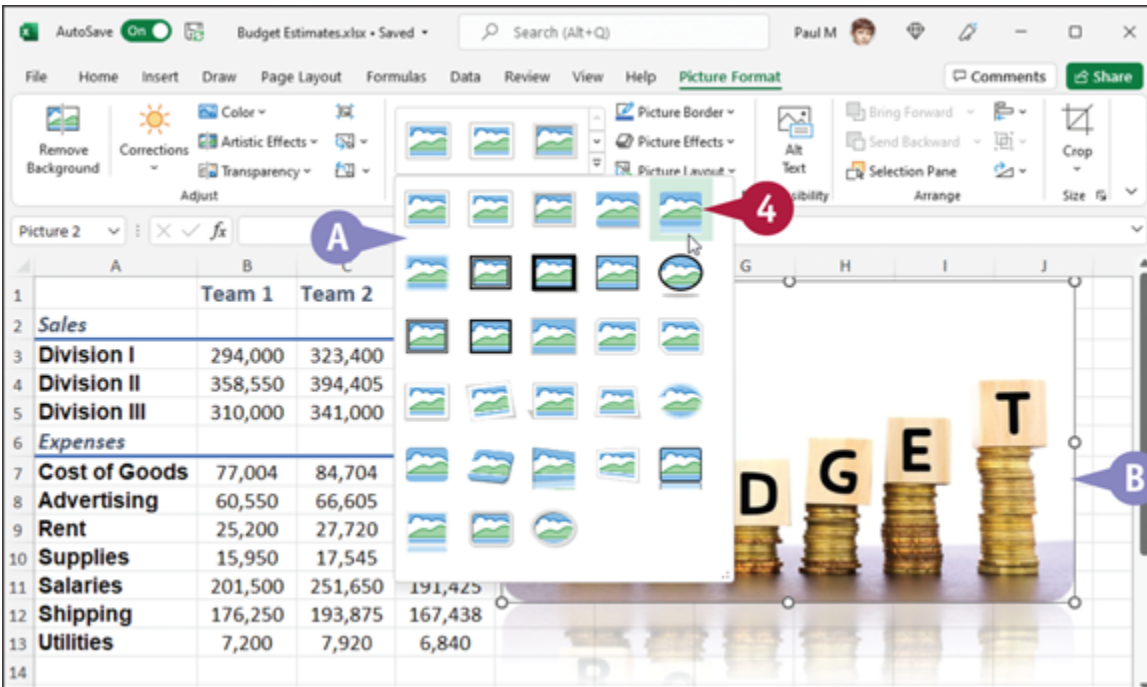 AutoSave On Budget Estimates.xlsx • Saved Search (Alt+Q) Paul M
File Home Insert Draw Page Layout Formulas Data Review View Help Picture Format Comments Share
Remove Background
Corrections
Color
Artistic Effects
Transparency
Adjust
Picture Border
Picture Effects
Picture Layout
Alt Text
Bring Forward
Send Backward
Selection Pane
Arrange
Crop
Size
4
A
Picture 2 fx
A B C G H I J
1 Team 1 Team 2
2 Sales
3 Division I 294,000 323,400
4 Division II 358,550 394,405
5 Division III 310,000 341,000
6 Expenses
7 Cost of Goods 77,004 84,704
8 Advertising 60,550 66,605
9 Rent 25,200 27,720
10 Supplies 15,950 17,545
11 Salaries 201,500 251,650 191,425
12 Shipping 176,250 193,875 167,438
13 Utilities 7,200 7,920 6,840
14
D G E T
B